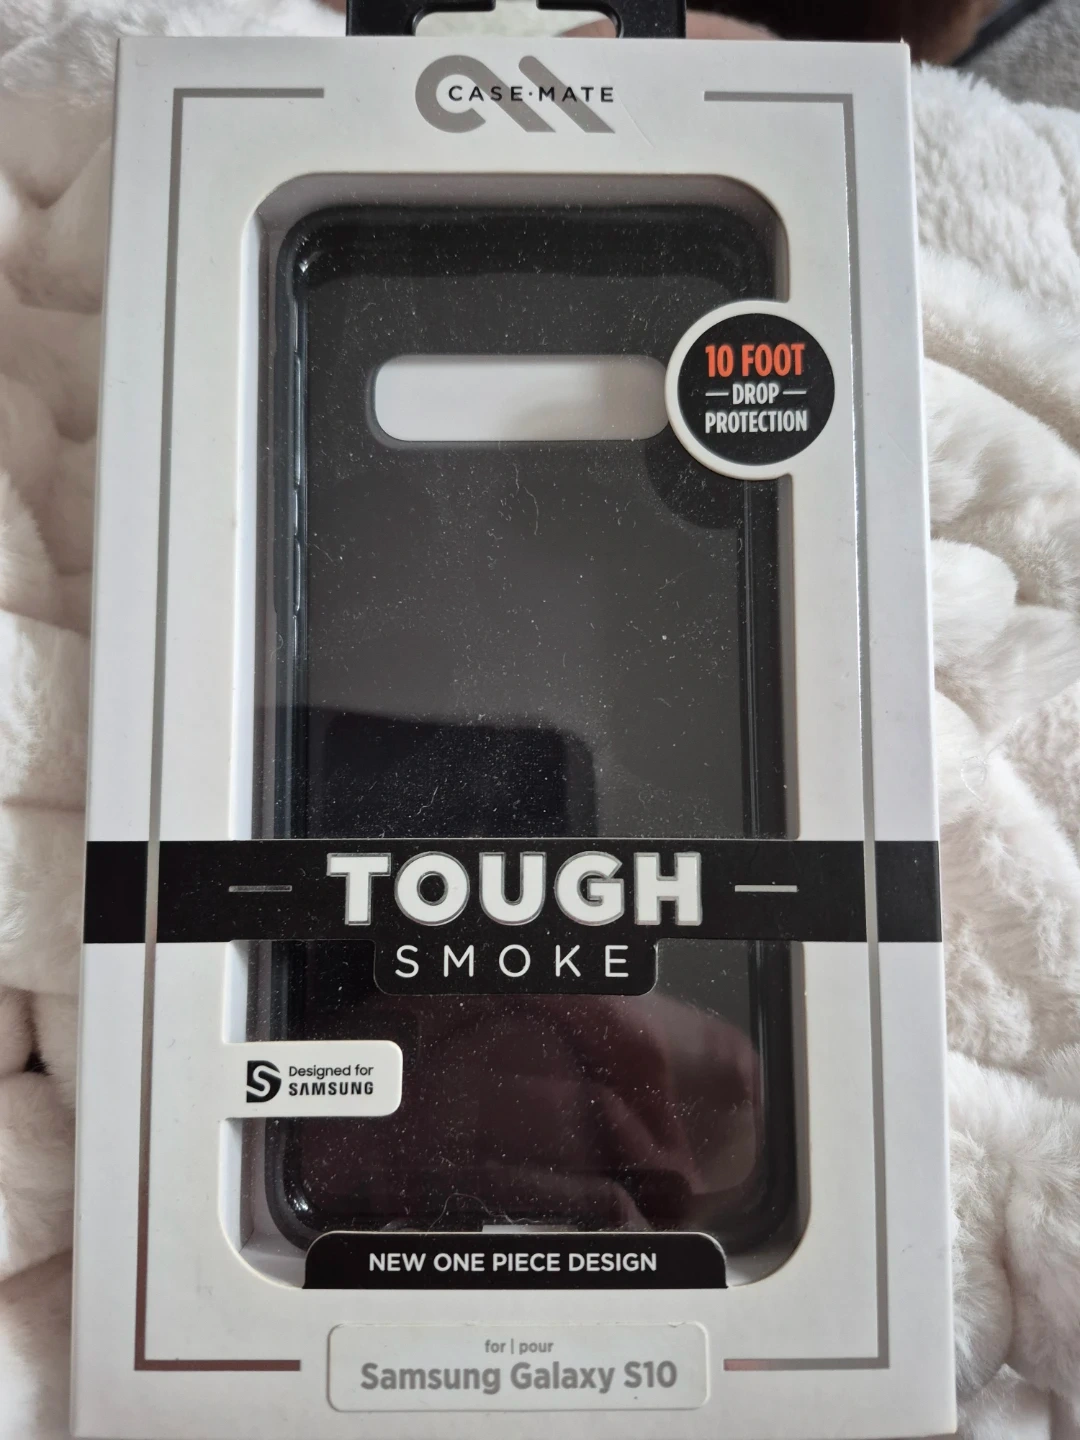 CASE·MATE
10 FOOT
DROP
PROTECTION
TOUGH
SMOKE
Designed for
SAMSUNG
NEW ONE PIECE DESIGN
for | pour
Samsung Galaxy S10